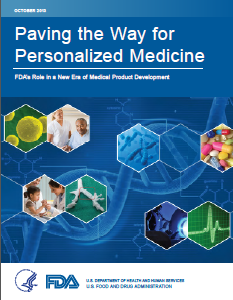 OCTOBER 2013
Paving the Way for
Personalized Medicine
FDA's Role in a New Era of Medical Product Development
FDA
U.S. DEPARTMENT OF HEALTH AND HUMAN SERVICES
U.S. FOOD AND DRUG ADMINISTRATION